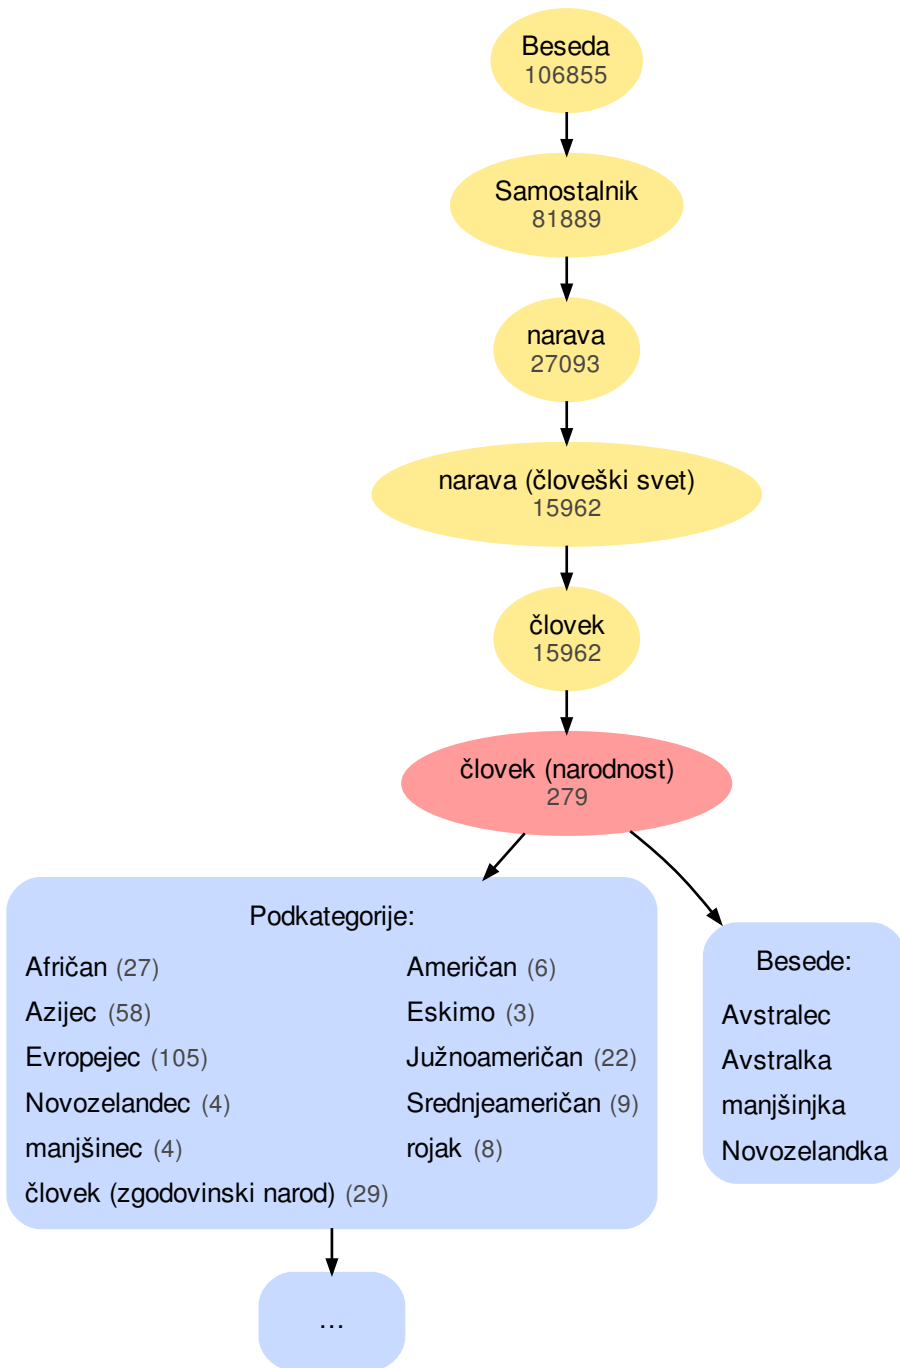 Beseda
106855
Samostalnik
81889
narava
27093
narava (človeški svet)
15962
človek
15962
človek (narodnost)
279
Podkategorije:
Afričan (27)
Američan (6)
Azijec (58)
Eskimo (3)
Evropejec (105)
Južnoameričan (22)
Novozelandec (4)
Srednjeameričan (9)
manjšinec (4)
rojak (8)
človek (zgodovinski narod) (29)
Besede:
Avstralec
Avstralka
manjšinjka
Novozelandka
...